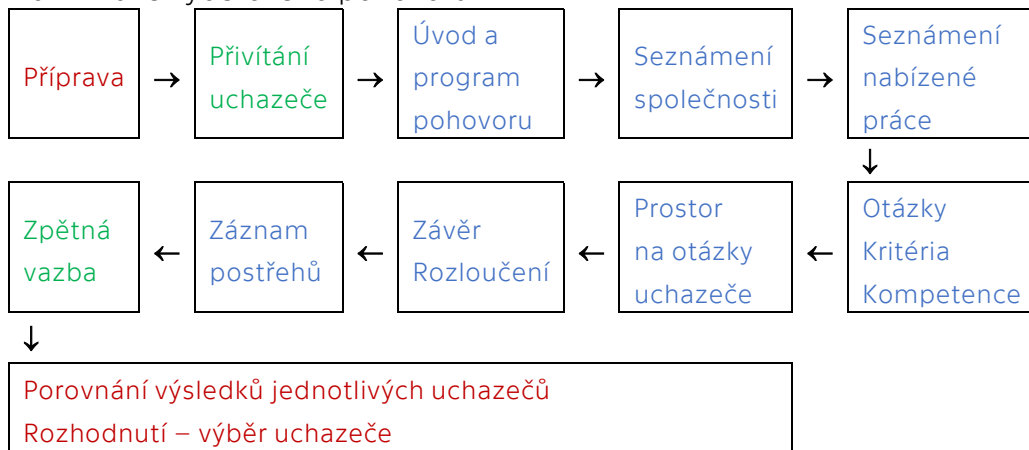 Příprava
→
Přivítání
uchazeče
→
Úvod a
program
pohovoru
→
Seznámení
společnosti
→
Seznámení
nabízené
práce
↓
Otázky
Kritéria
Kompetence
←
Prostor
na otázky
uchazeče
←
Závěr
Rozloučení
←
Záznam
postřehů
←
Zpětná
vazba
↓
Porovnání výsledků jednotlivých uchazečů
Rozhodnutí – výběr uchazeče